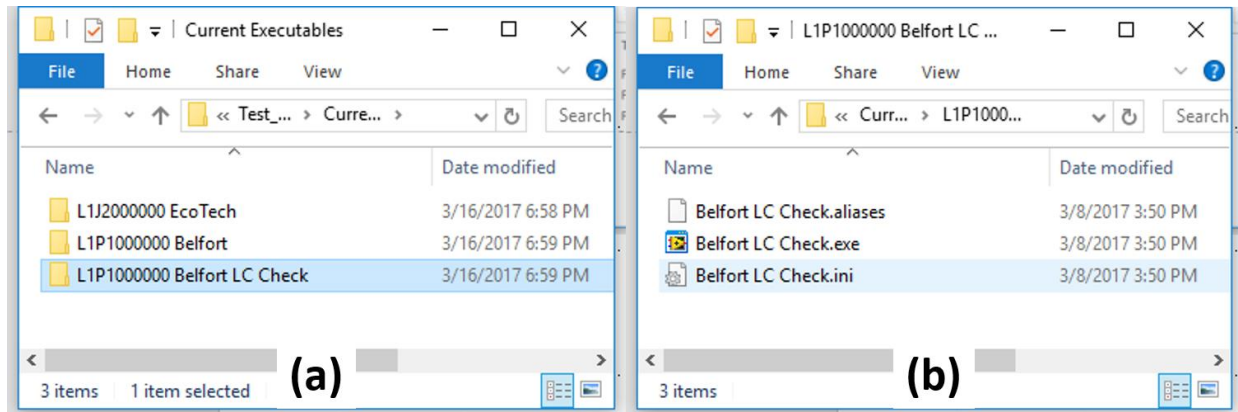 Current Executables
File Home Share View
« Test_... > Curre... >
Search
Name Date modified
L1J2000000 EcoTech 3/16/2017 6:58 PM
L1P1000000 Belfort 3/16/2017 6:59 PM
L1P1000000 Belfort LC Check 3/16/2017 6:59 PM
(a)
3 items 1 item selected
L1P1000000 Belfort LC ...
File Home Share View
« Curr... > L1P1000...
Search
Name Date modified
Belfort LC Check.aliases 3/8/2017 3:50 PM
Belfort LC Check.exe 3/8/2017 3:50 PM
Belfort LC Check.ini 3/8/2017 3:50 PM
(b)
3 items